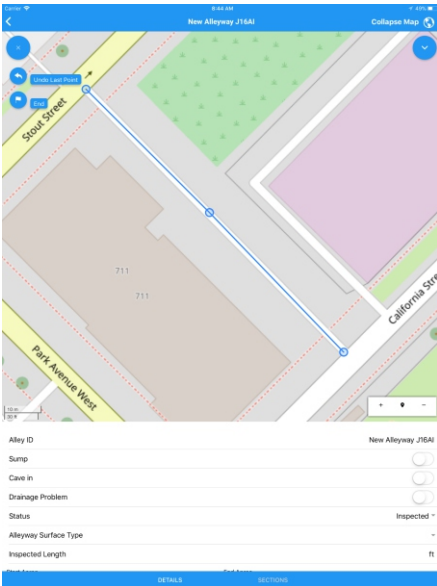 Carrier 8:44 AM 49%
New Alleyway J16AI Collapse Map
Undo Last Point
End
Stout Street
711
711
California Stre
Park Avenue West
10 m
30 ft
+ −
Alley ID New Alleyway J16AI
Sump
Cave in
Drainage Problem
Status Inspected
Alleyway Surface Type -
Inspected Length ft
DETAILS SECTIONS